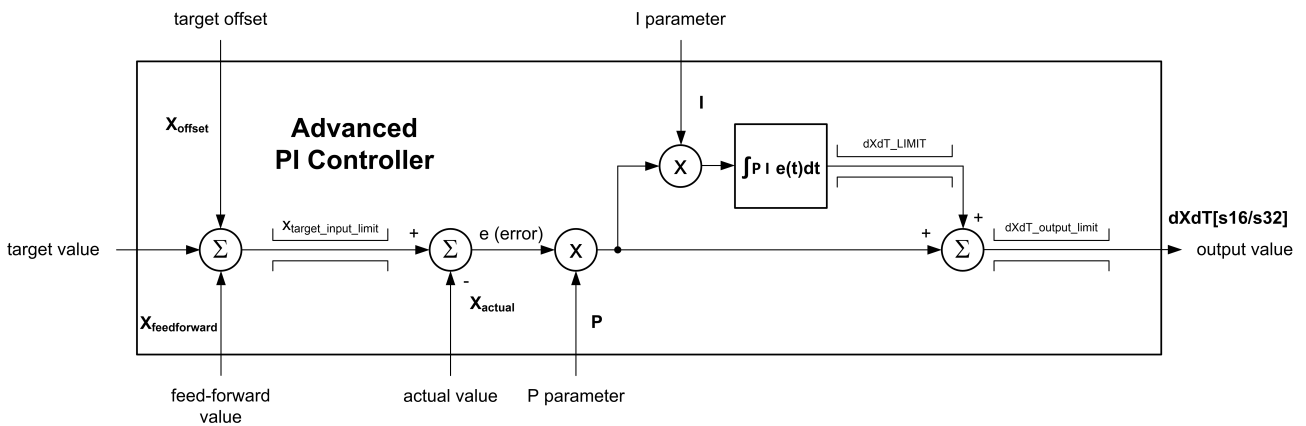 target offset
I parameter
Xoffset
Advanced
PI Controller
I
X
∫P I e(t)dt
dXdT_LIMIT
+
dXdT[s16/s32]
target value
Σ
Xtarget_input_limit
+
Σ
e (error)
X
+
Σ
dXdT_output_limit
output value
-
Xactual
Xfeedforward
P
feed-forward
value
actual value
P parameter